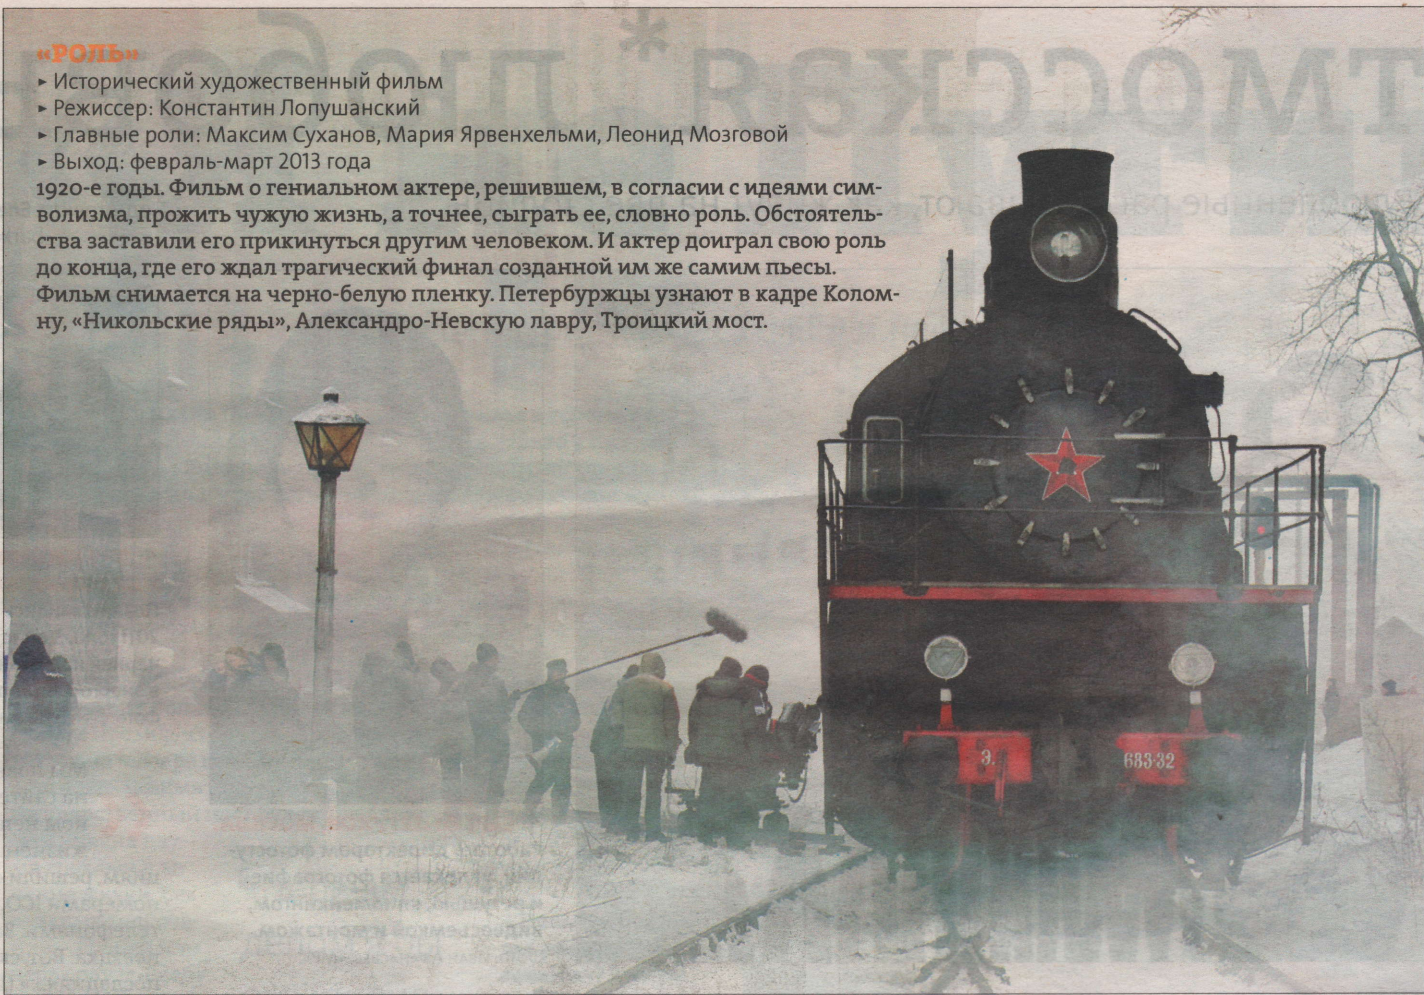 «РОЛЬ»
► Исторический художественный фильм
► Режиссер: Константин Лопушанский
► Главные роли: Максим Суханов, Мария Ярвенхельми, Леонид Мозговой
► Выход: февраль-март 2013 года
1920-е годы. Фильм о гениальном актере, решившем, в согласии с идеями сим-
волизма, прожить чужую жизнь, а точнее, сыграть ее, словно роль. Обстоятель-
ства заставили его прикинуться другим человеком. И актер доиграл свою роль
до конца, где его ждал трагический финал созданной им же самим пьесы.
Фильм снимается на черно-белую пленку. Петербуржцы узнают в кадре Колом-
ну, «Никольские ряды», Александро-Невскую лавру, Троицкий мост.
Э. 683-32